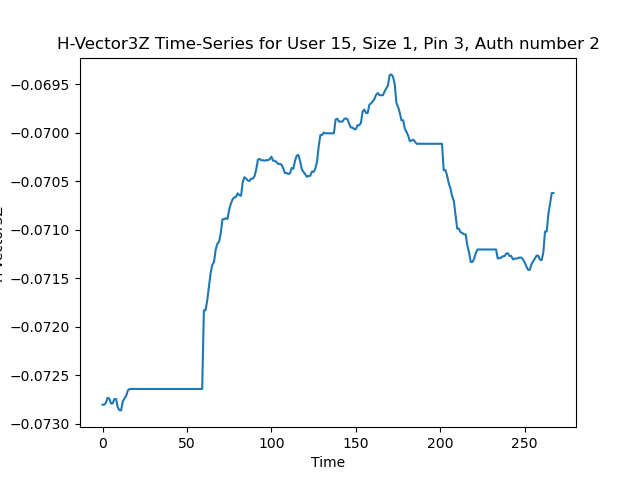 H-Vector3Z Time-Series for User 15, Size 1, Pin 3, Auth number 2
−0.0695
−0.0700
−0.0705
−0.0710
−0.0715
−0.0720
−0.0725
−0.0730
0 50 100 150 200 250
Time